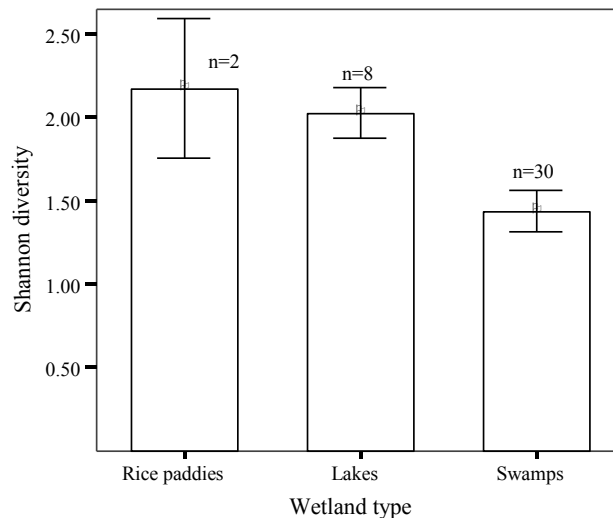 2.50
2.00
1.50
1.00
0.50
Shannon diversity
n=2
n=8
n=30
Rice paddies
Lakes
Swamps
Wetland type